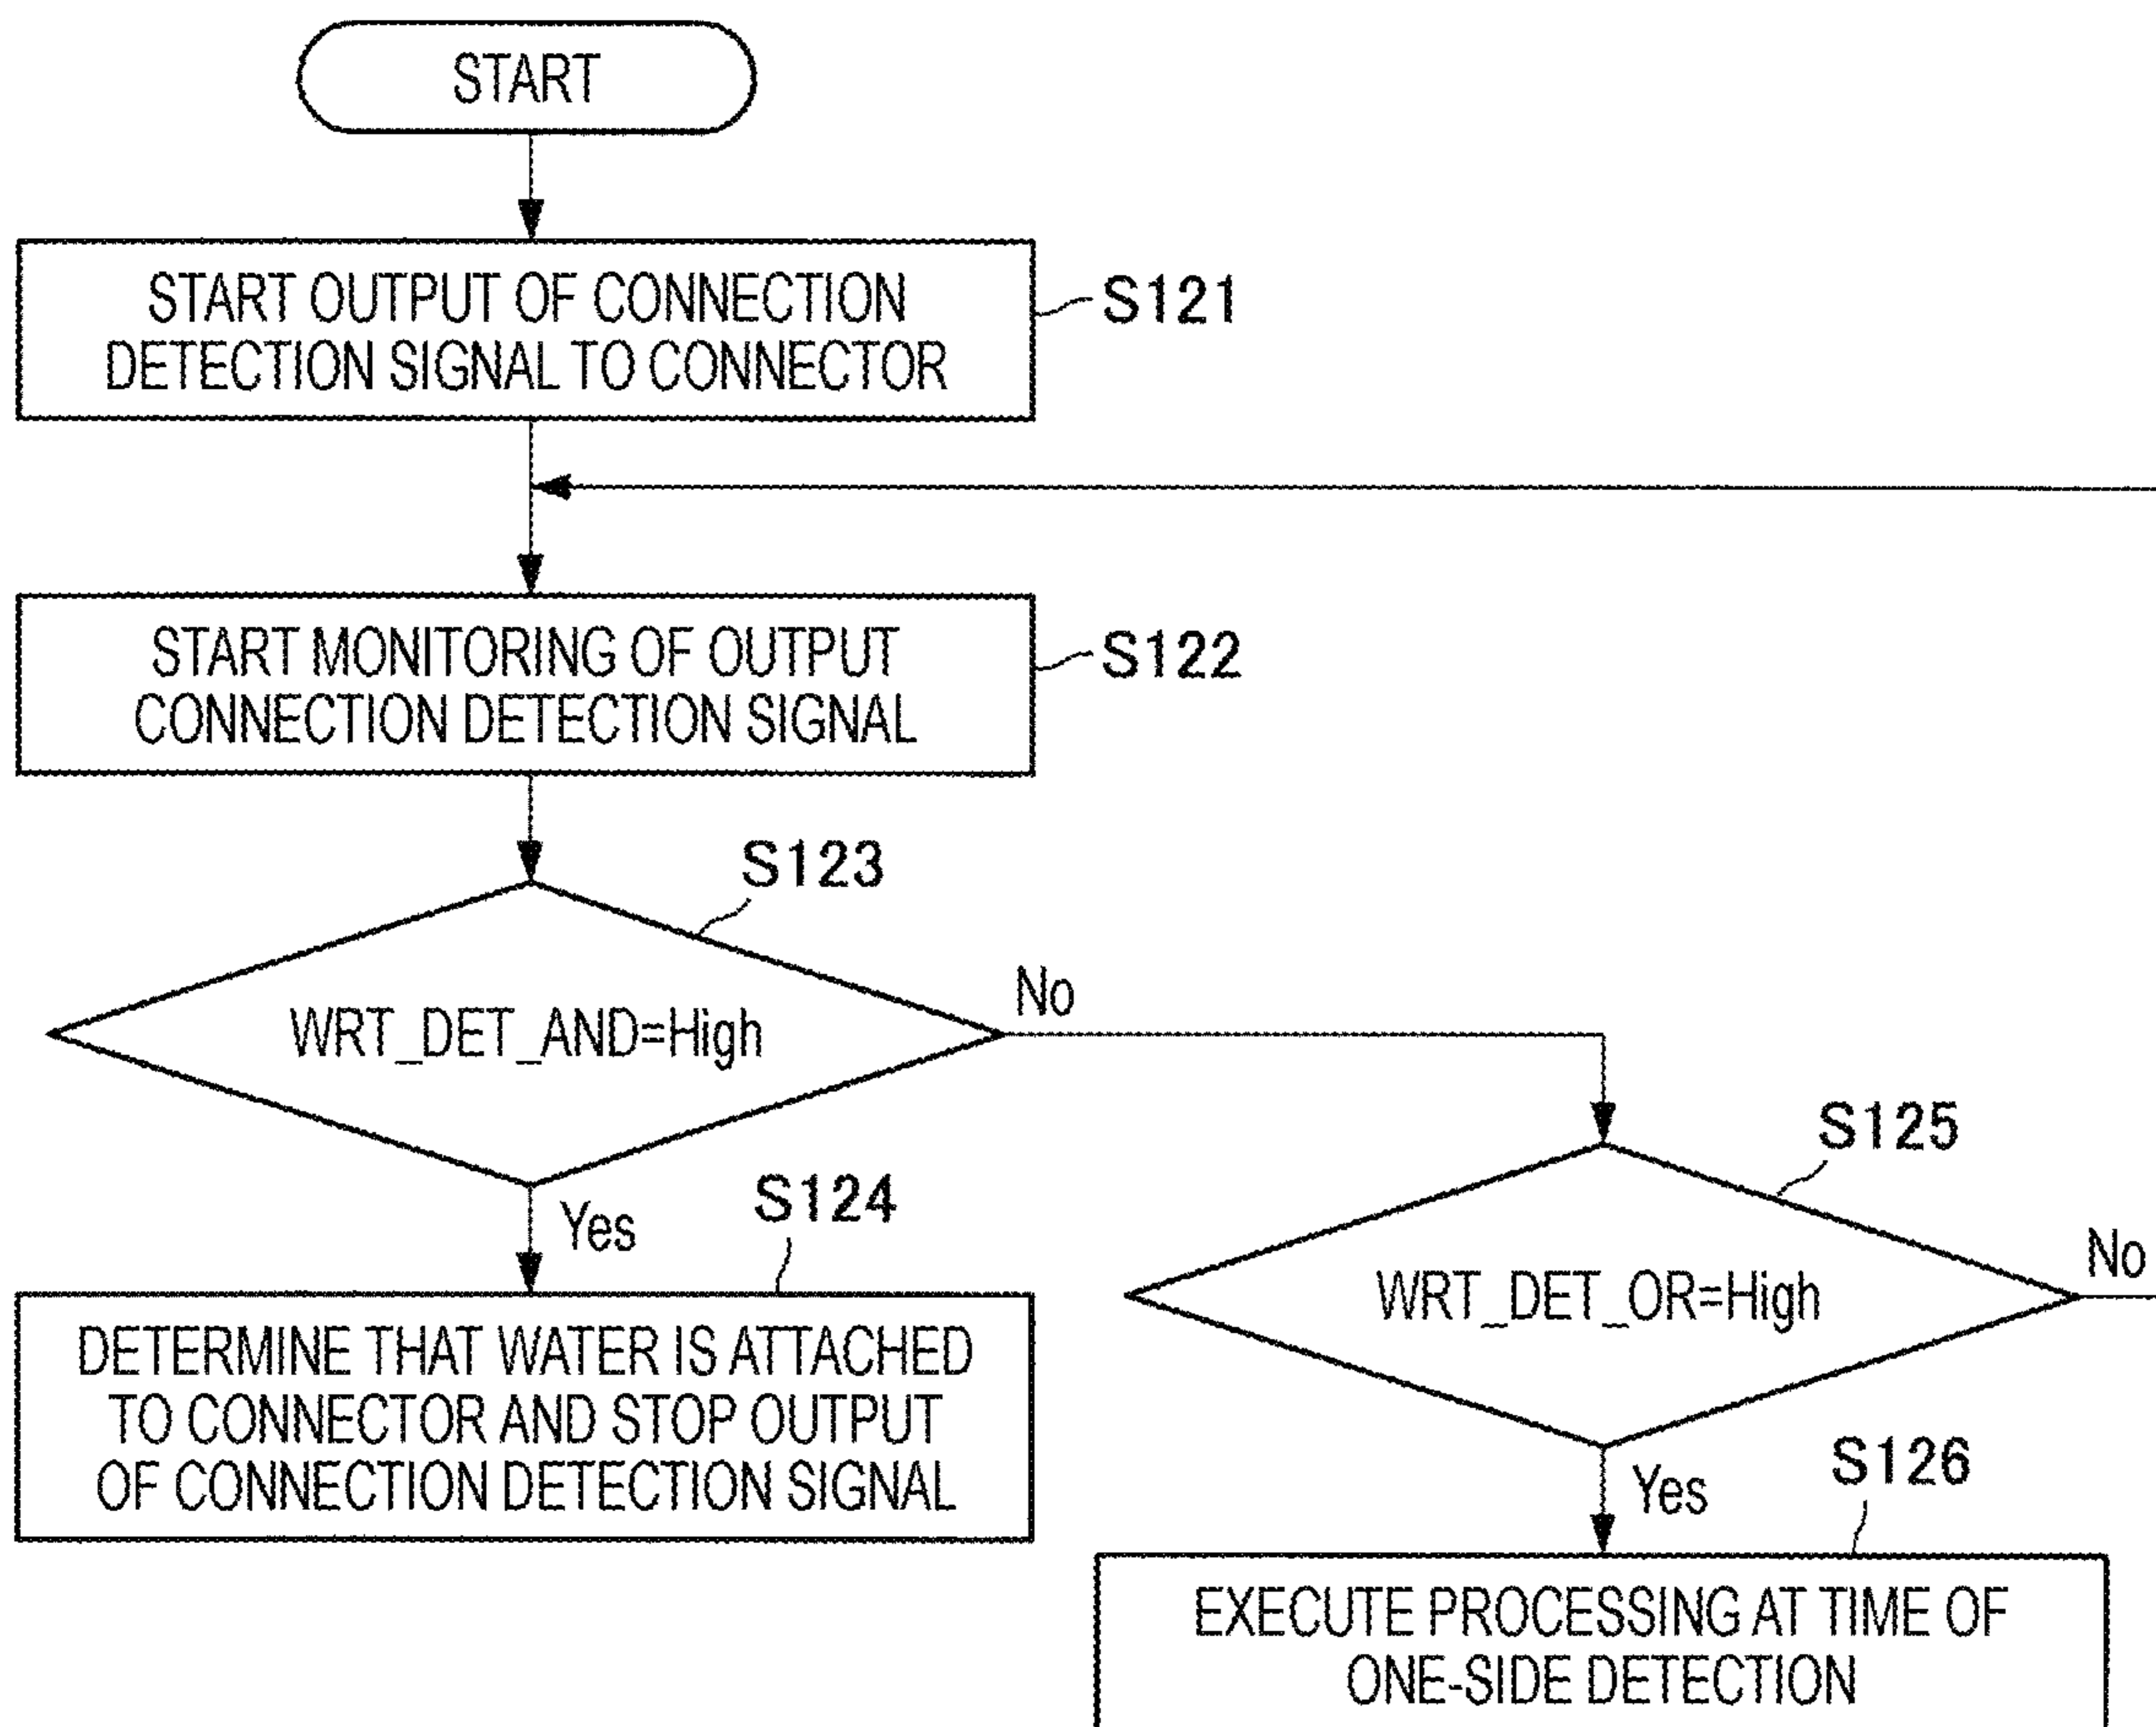 START
START OUTPUT OF CONNECTION
DETECTION SIGNAL TO CONNECTOR
S121
START MONITORING OF OUTPUT
CONNECTION DETECTION SIGNAL
S122
S123
WRT_DET_AND=High
No
Yes
S124
DETERMINE THAT WATER IS ATTACHED
TO CONNECTOR AND STOP OUTPUT
OF CONNECTION DETECTION SIGNAL
S125
WRT_DET_OR=High
No
Yes
S126
EXECUTE PROCESSING AT TIME OF
ONE-SIDE DETECTION